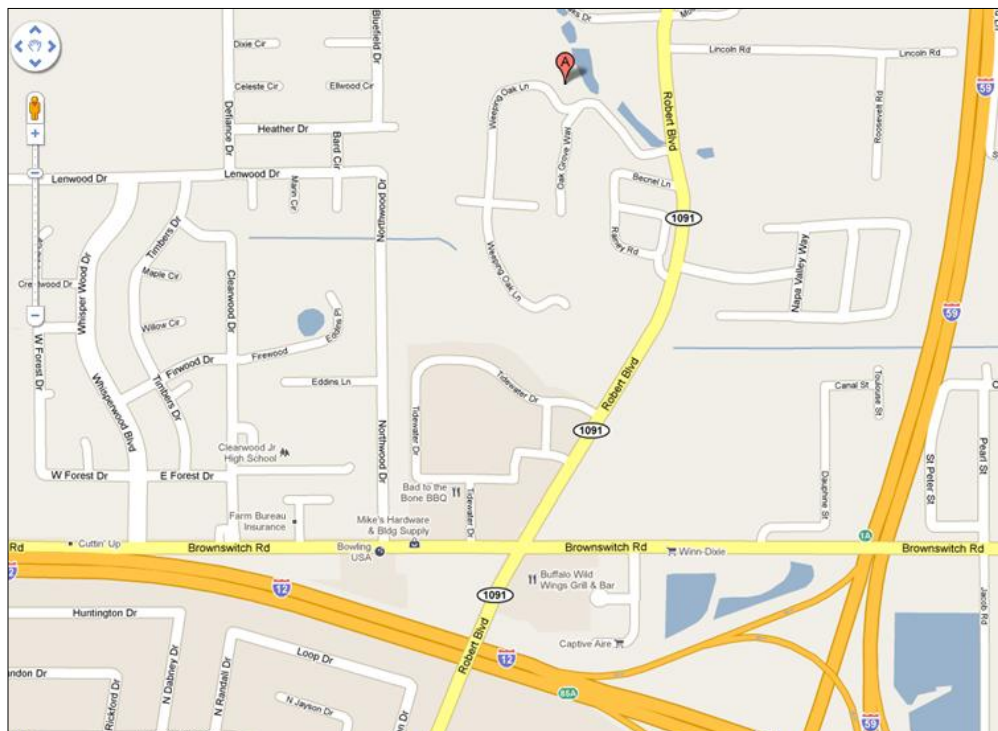 aks Dr
Dixie Cir
Bluefield Dr
Lincoln Rd
Lincoln Rd
A
59
Celeste Cir
Ellwood Cir
Weeping Oak Ln
Defiance Dr
Robert Blvd
Roosevelt Rd
Heather Dr
Bard Cir
Oak Grove Way
Lenwood Dr
Lenwood Dr
Mann Cir
Becnel Ln
Northwood Dr
1091
Timbers Dr
Ramey Rd
Weeping Oak Ln
Napa Valley Way
Maple Cir
Clearwood Dr
Whisper Wood Dr
59
Willow Cir
Eddins Pl
W Forest Dr
Firwood Dr
Firewood
Robert Blvd
Eddins Ln
Tidewater Dr
Canal St
Toulouse St
Timbers Dr
Whisperwood Blvd
Tidewater Dr
1091
Northwood Dr
Clearwood Jr
High School
St Peter St
Pearl St
W Forest Dr
E Forest Dr
Dauphine St
Bad to the
Bone BBQ
Tidewater Dr
Farm Bureau
Insurance
Mike's Hardware
& Bldg Supply
1A
Rd
Cuttin' Up
Brownswitch Rd
Bowling
USA
Brownswitch Rd
Winn-Dixie
Brownswitch Rd
12
12
Buffalo Wild
Wings Grill & Bar
1091
Jacob Rd
Huntington Dr
Captive Aire
Robert Blvd
Loop Dr
12
N Dabney Dr
N Randall Dr
ndon Dr
Rickford Dr
85A
N Jayson Dr
59